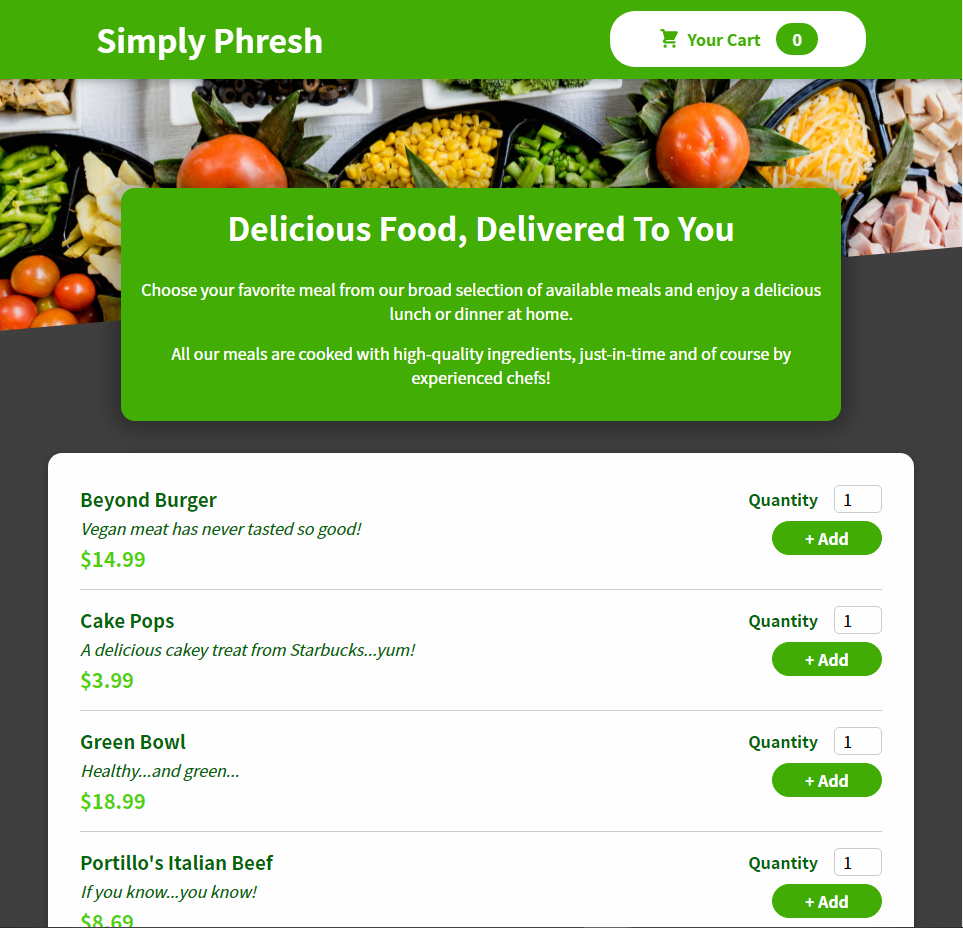 Simply Phresh
Your Cart 0
Delicious Food, Delivered To You
Choose your favorite meal from our broad selection of available meals and enjoy a delicious
lunch or dinner at home.
All our meals are cooked with high-quality ingredients, just-in-time and of course by
experienced chefs!
Beyond Burger
Vegan meat has never tasted so good!
$14.99
Quantity 1
+ Add
Cake Pops
A delicious cakey treat from Starbucks...yum!
$3.99
Quantity 1
+ Add
Green Bowl
Healthy...and green...
$18.99
Quantity 1
+ Add
Portillo's Italian Beef
If you know...you know!
$8.69
Quantity 1
+ Add